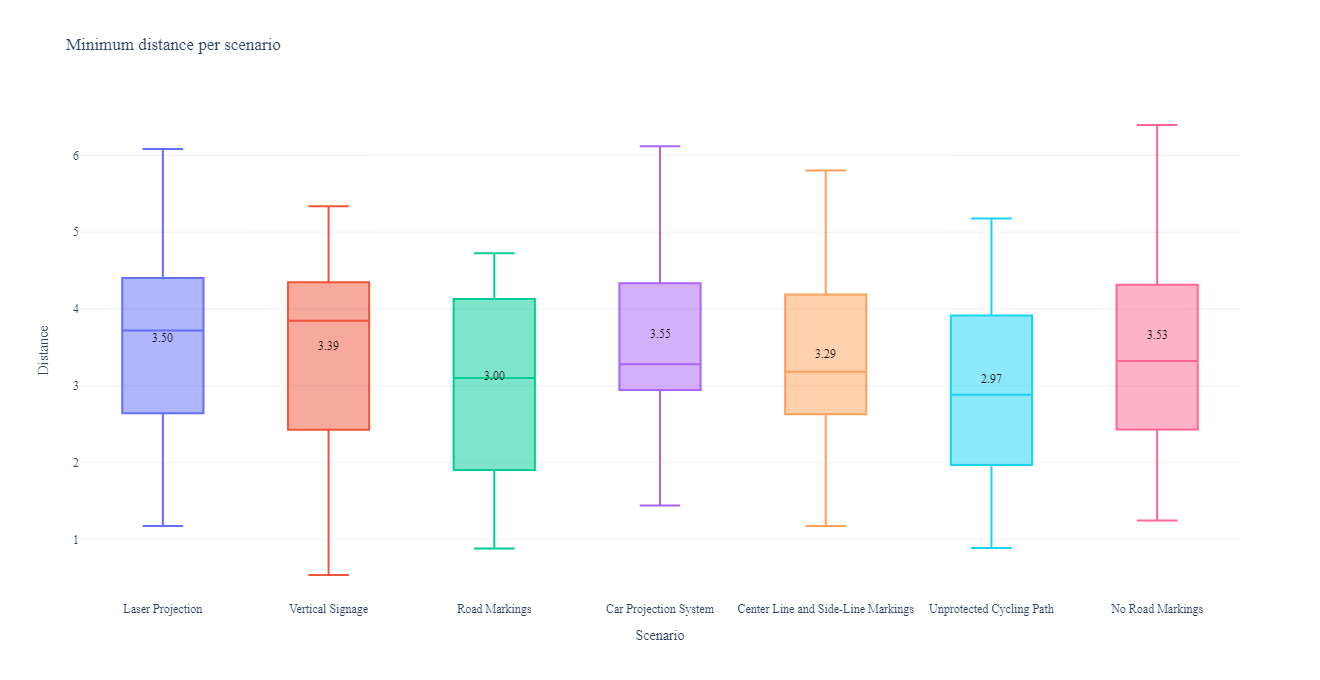 Minimum distance per scenario
6
5
4
3
2
1
Distance
3.50
3.39
3.00
3.55
3.29
2.97
3.53
Laser Projection
Vertical Signage
Road Markings
Car Projection System
Center Line and Side-Line Markings
Unprotected Cycling Path
No Road Markings
Scenario